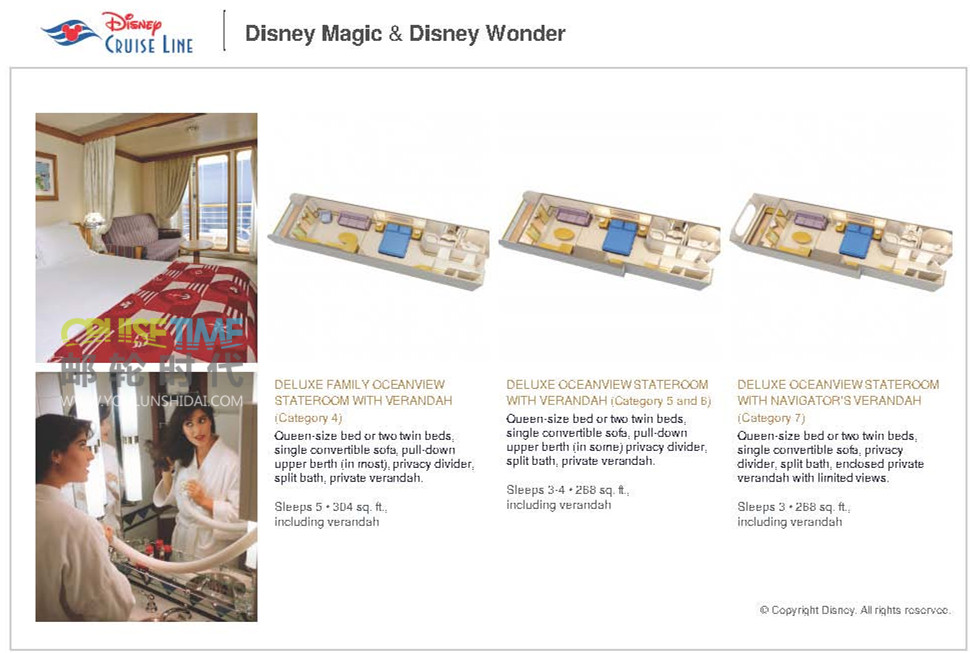 Disney
CRUISE LINE
Disney Magic & Disney Wonder
CRUISETIME
邮轮时代
WWW.YOULUNSHIDAI.COM
DELUXE FAMILY OCEANVIEW
STATEROOM WITH VERANDAH
(Category 4)
Queen-size bed or two twin beds,
single convertible sofa, pull-down
upper berth (in most), privacy divider,
split bath, private verandah.
Sleeps 5 • 304 sq. ft.,
including verandah
DELUXE OCEANVIEW STATEROOM
WITH VERANDAH (Category 5 and 6)
Queen-size bed or two twin beds,
single convertible sofa, pull-down
upper berth (in some) privacy divider,
split bath, private verandah.
Sleeps 3-4 • 268 sq. ft.,
including verandah
DELUXE OCEANVIEW STATEROOM
WITH NAVIGATOR'S VERANDAH
(Category 7)
Queen-size bed or two twin beds,
single convertible sofa, privacy
divider, split bath, enclosed private
verandah with limited views.
Sleeps 3 • 268 sq. ft.,
including verandah
© Copyright Disney. All rights reserved.